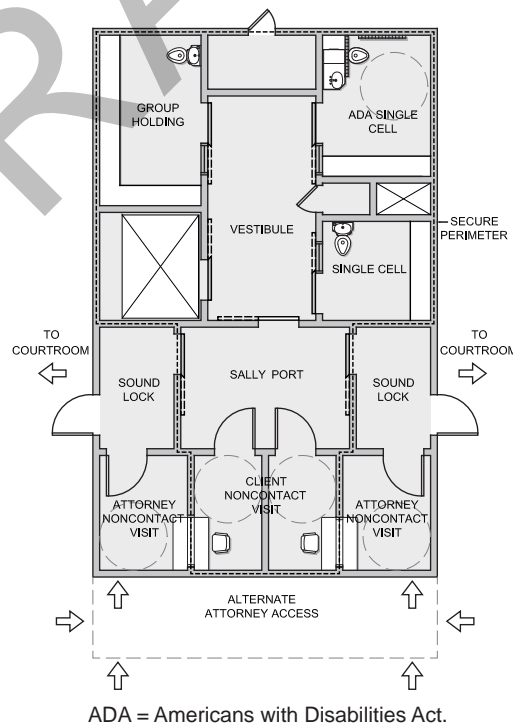 GROUP
HOLDING
ADA SINGLE
CELL
VESTIBULE
SECURE
PERIMETER
SINGLE CELL
TO
COURTROOM
TO
COURTROOM
SOUND
LOCK
SALLY PORT
SOUND
LOCK
ATTORNEY
NONCONTACT
VISIT
CLIENT
NONCONTACT
VISIT
ATTORNEY
NONCONTACT
VISIT
ALTERNATE
ATTORNEY ACCESS
ADA = Americans with Disabilities Act.